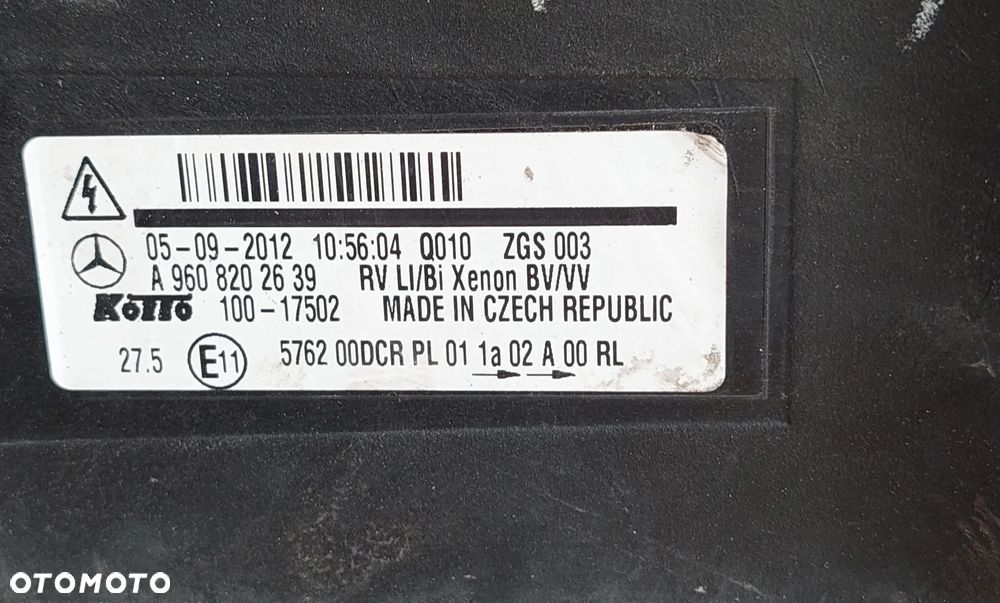 05-09-2012 10:56:04 Q010 ZGS 003
A 960 820 26 39 RV LI/Bi Xenon BV/VV
KOITO 100-17502 MADE IN CZECH REPUBLIC
27.5 E11 5762 00DCR PL 01 1a 02 A 00 RL
OTOMOTO